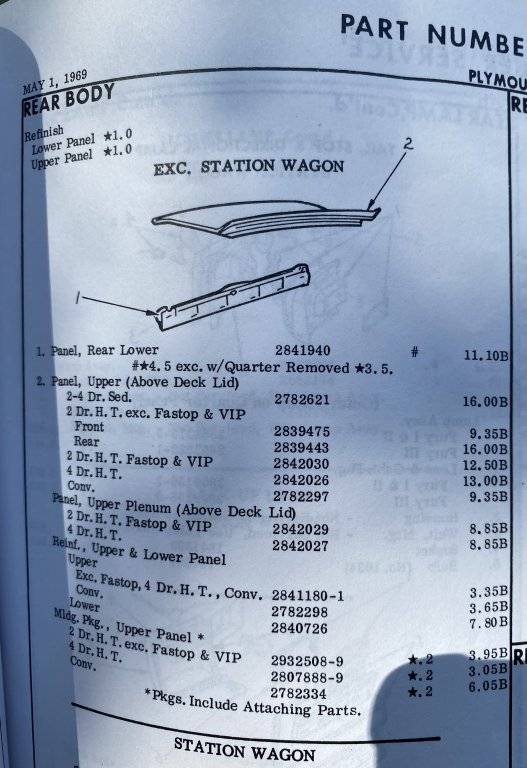 PART NUMBE
MAY 1, 1969
PLYMOU
REAR BODY
RE
Refinish
Lower Panel ★1.0
Upper Panel ★1.0
EXC. STATION WAGON
2
1
1. Panel, Rear Lower 2841940 # 11.10B
#★4.5 exc. w/Quarter Removed ★3.5.
2. Panel, Upper (Above Deck Lid)
2-4 Dr. Sed. 2782621 16.00B
2 Dr. H. T. exc. Fastop & VIP
Front 2839475 9.35B
Rear 2839443 16.00B
2 Dr. H. T. Fastop & VIP 2842030 12.50B
4 Dr. H. T. 2842026 13.00B
Conv. 2782297 9.35B
Panel, Upper Plenum (Above Deck Lid)
2 Dr. H. T. Fastop & VIP 2842029 8.85B
4 Dr. H. T. 2842027 8.85B
Reinf., Upper & Lower Panel
Upper
Exc. Fastop, 4 Dr. H. T., Conv. 2841180-1 3.35B
Conv. 2782298 3.65B
Lower 2840726 7.80B
Mldg. Pkg., Upper Panel *
2 Dr. H. T. exc. Fastop & VIP 2932508-9 ★.2 3.95B
4 Dr. H. T. 2807888-9 ★.2 3.05B
Conv. 2782334 ★.2 6.05B
*Pkgs. Include Attaching Parts.
RE
STATION WAGON